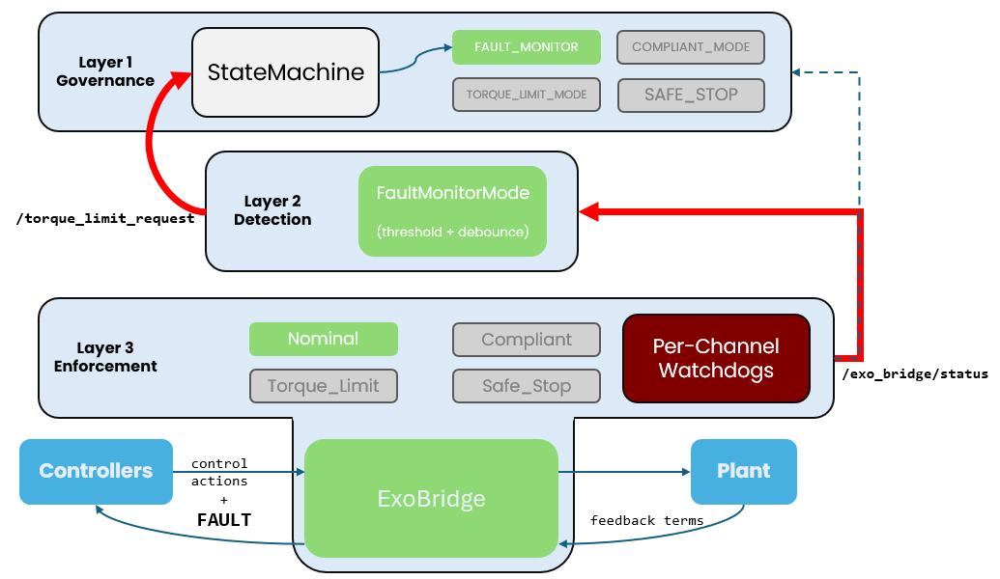 Layer 1
Governance
StateMachine
FAULT_MONITOR
COMPLIANT_MODE
TORQUE_LIMIT_MODE
SAFE_STOP
Layer 2
Detection
FaultMonitorMode
(threshold + debounce)
/torque_limit_request
Layer 3
Enforcement
Nominal
Compliant
Torque_Limit
Safe_Stop
Per-Channel
Watchdogs
/exo_bridge/status
Controllers
control
actions
+
FAULT
ExoBridge
Plant
feedback terms